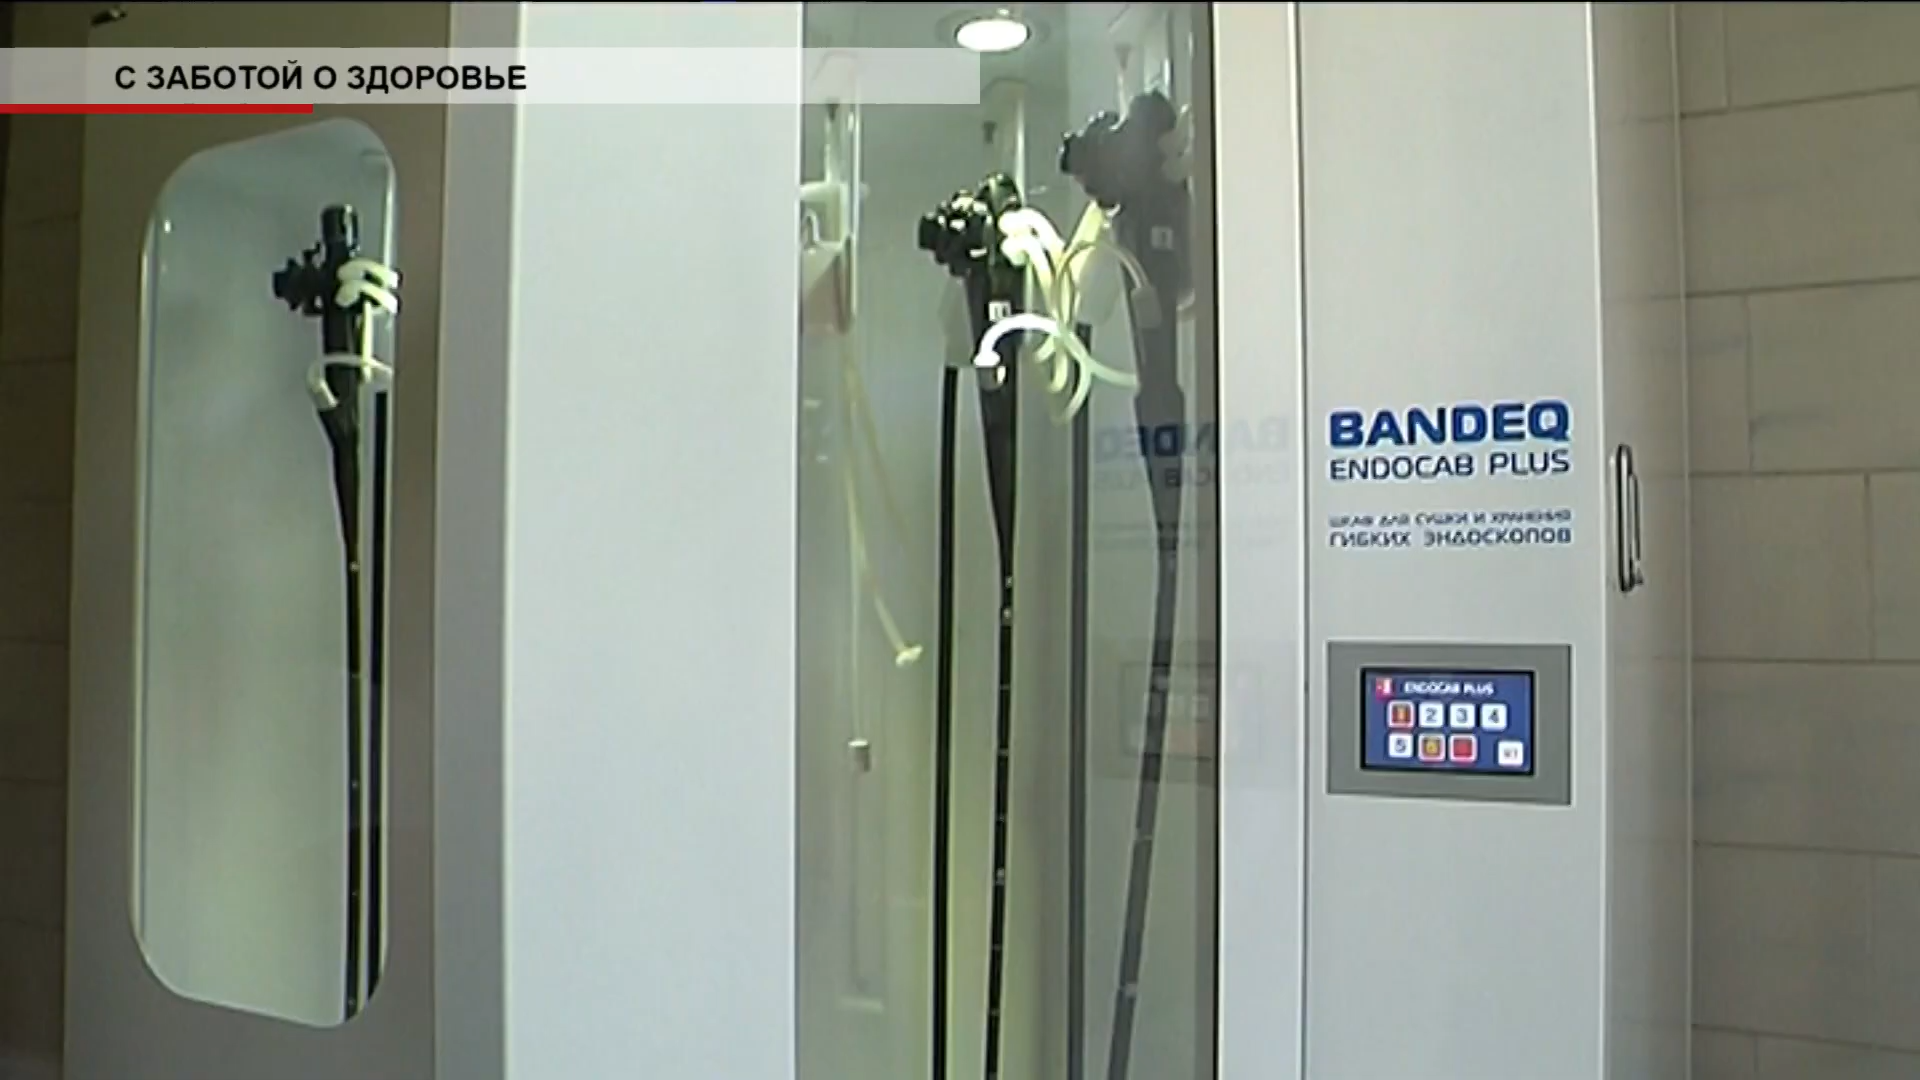 С ЗАБОТОЙ О ЗДОРОВЬЕ
BANDEQ
ENDOCAB PLUS
ШКАФ ДЛЯ СУШКИ И ХРАНЕНИЯ
ГИБКИХ ЭНДОСКОПОВ
ENDOCAB PLUS
1 2 3 4
5 6